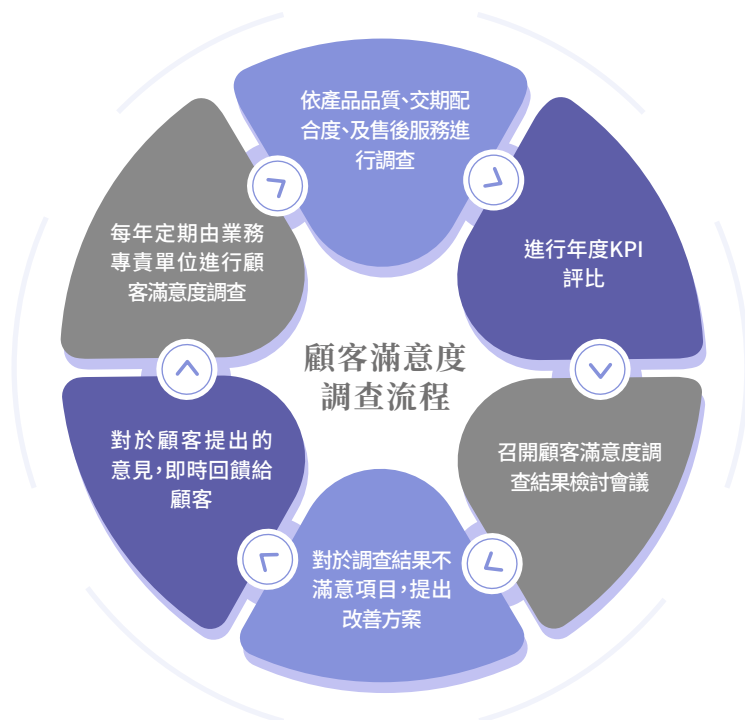 顧客滿意度
調查流程
依產品品質、交期配
合度、及售後服務進
行調查
進行年度KPI
評比
召開顧客滿意度調
查結果檢討會議
對於調查結果不
滿意項目，提出
改善方案
對於顧客提出的
意見，即時回饋給
顧客
每年定期由業務
專責單位進行顧
客滿意度調查